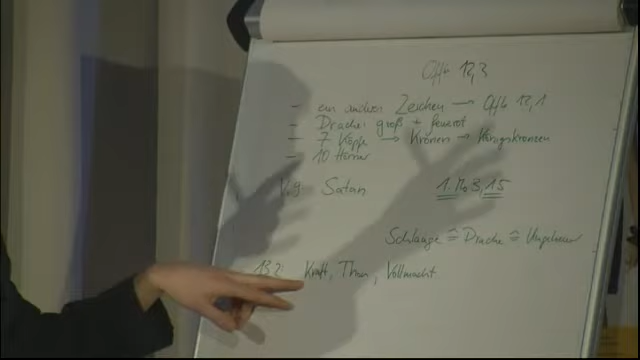 Offb 12,3
– ein anderes Zeichen → Offb 12,1
– Drache: groß + feuerrot
– 7 Köpfe → Kronen → Königskronen
– 10 Hörner
V.9 Satan 1. Mo 3,15
Schlange = Drache = Ungeheuer
13,2 Kraft, Thron, Vollmacht